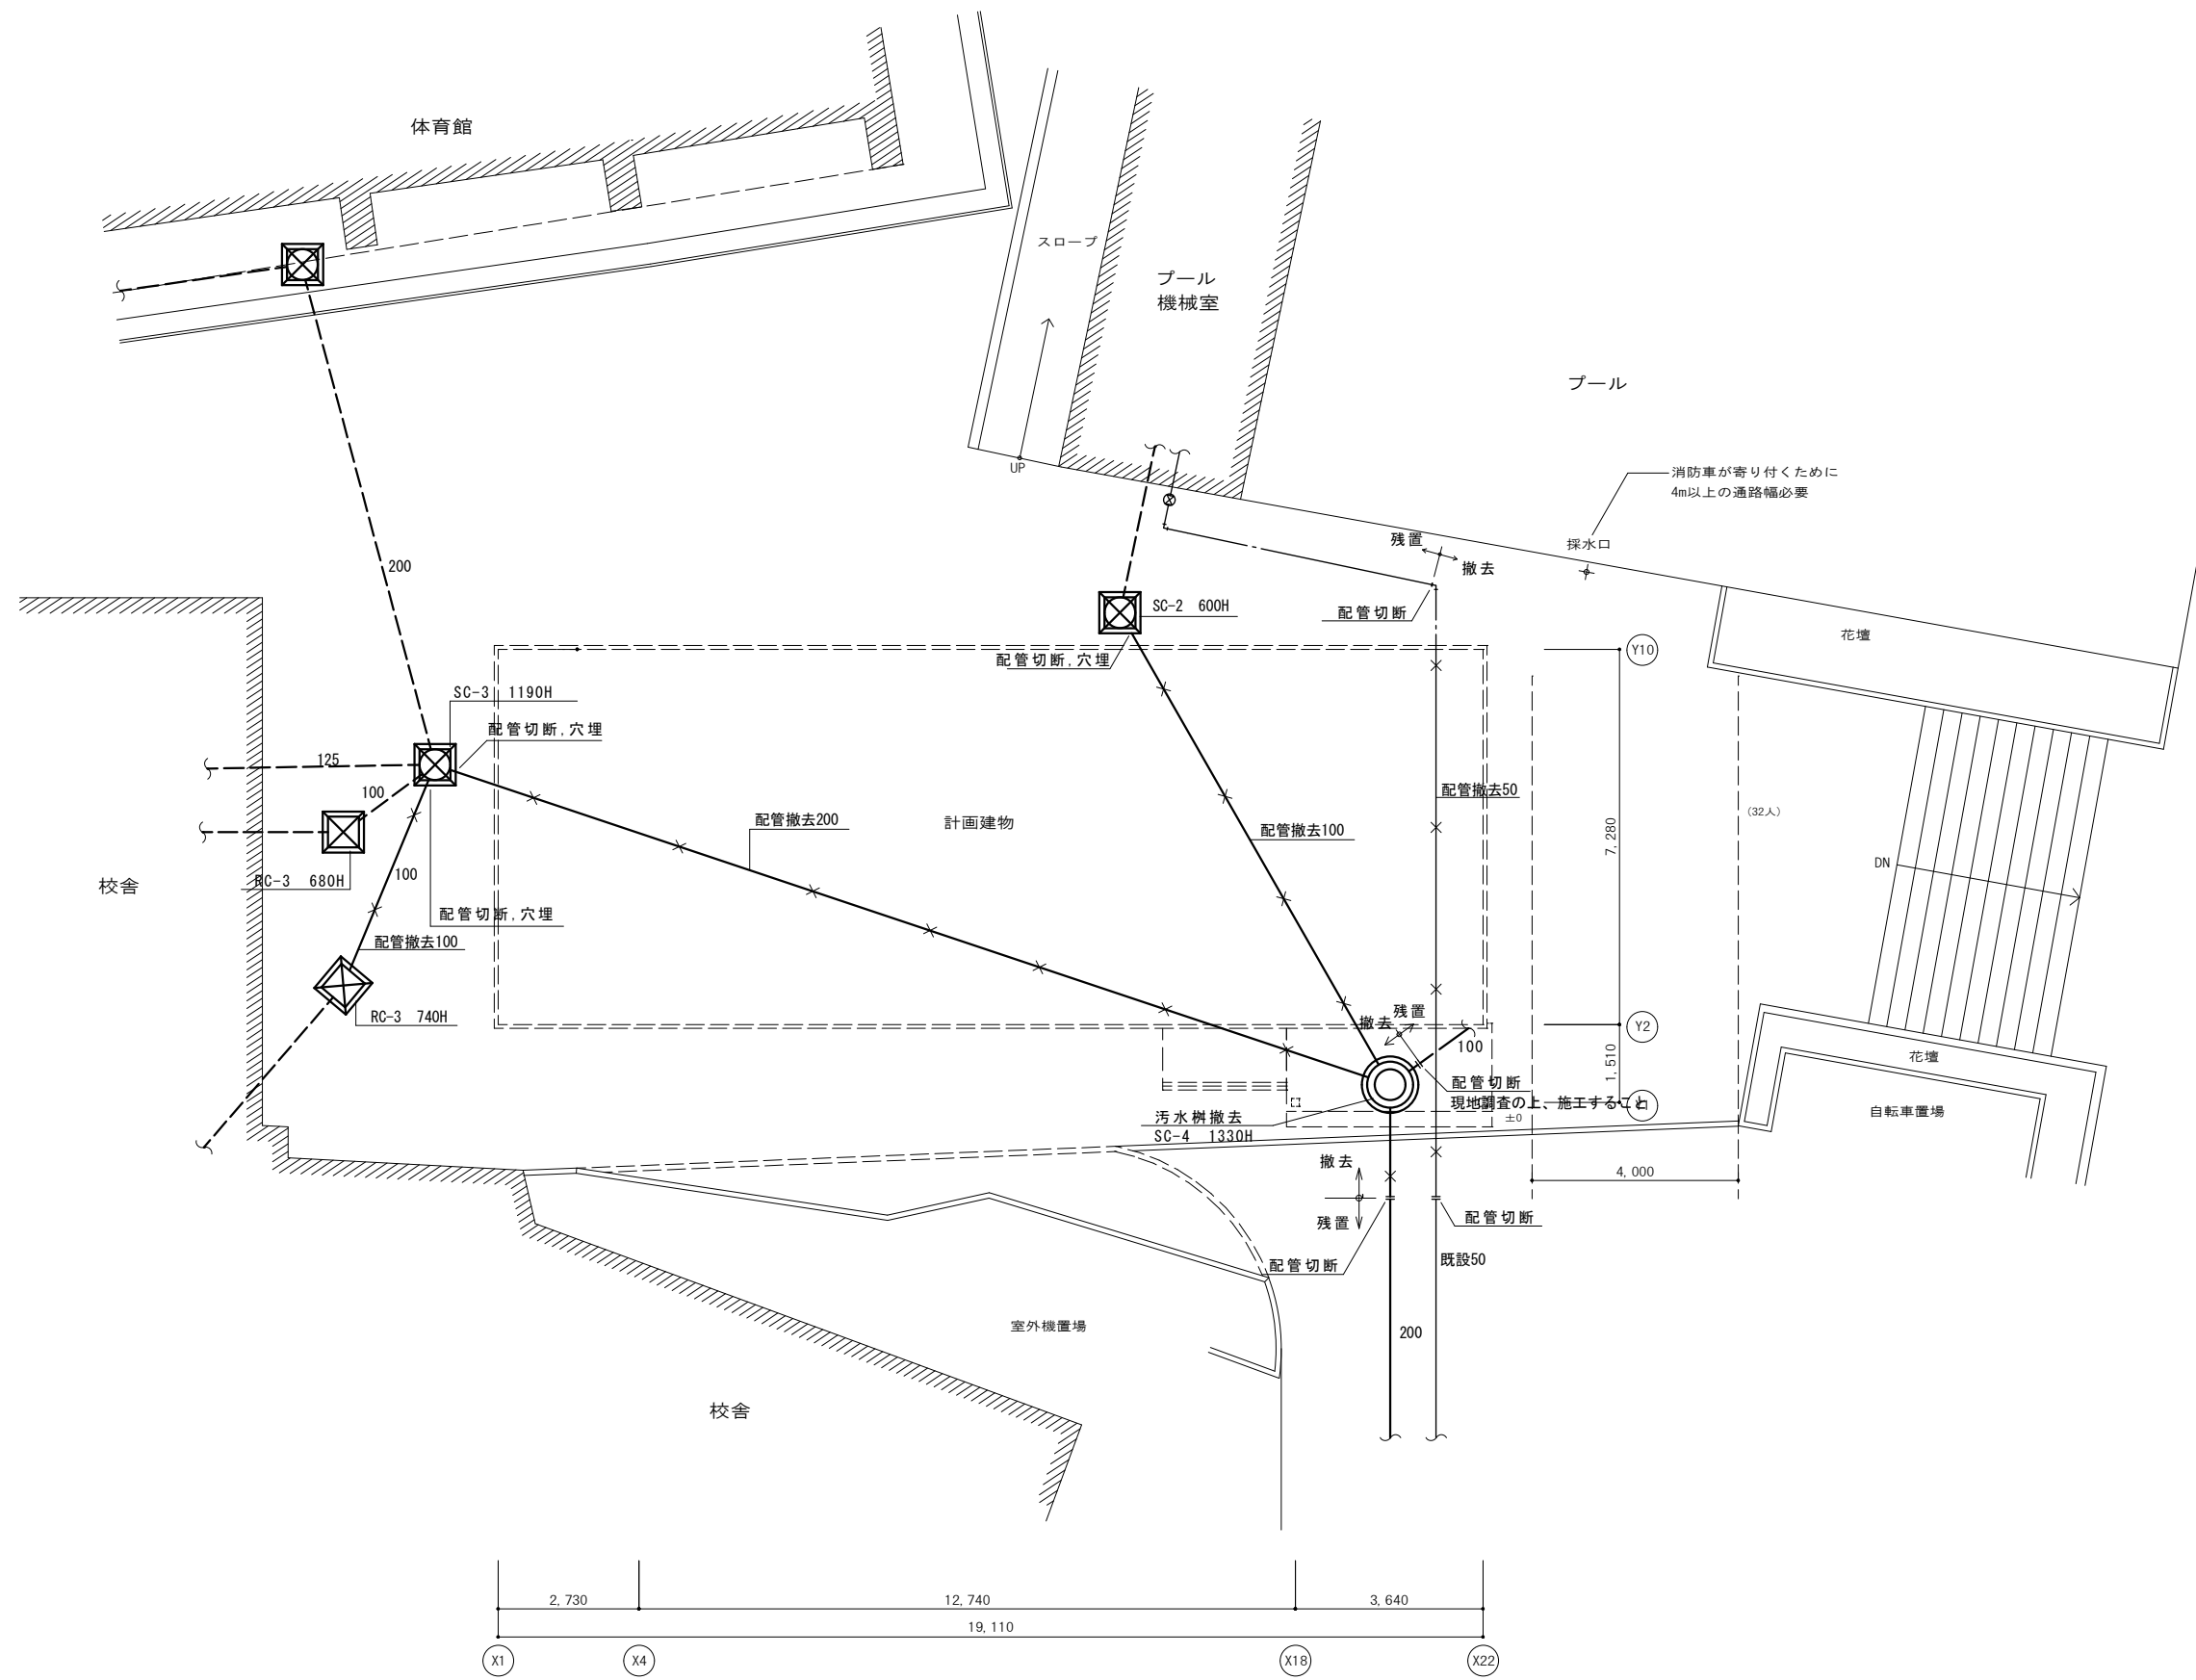 体育館
スロープ
プール
機械室
プール
UP
消防車が寄り付くために
4m以上の通路幅必要
採水口
残置
撤去
配管切断
200
SC-2 600H
配管切断,穴埋
花壇
Y10
SC-3 1190H
配管切断,穴埋
125
100
配管撤去50
配管撤去200
計画建物
配管撤去100
7,280
(32人)
DN
校舎
RC-3 680H
100
配管切断,穴埋
配管撤去100
RC-3 740H
残置
撤去
100
Y2
1,510
花壇
配管切断
現地調査の上、施工すること
±0
自転車置場
汚水桝撤去
SC-4 1330H
撤去
残置
4,000
配管切断
配管切断
既設50
室外機置場
200
校舎
2,730
12,740
3,640
19,110
X1
X4
X18
X22